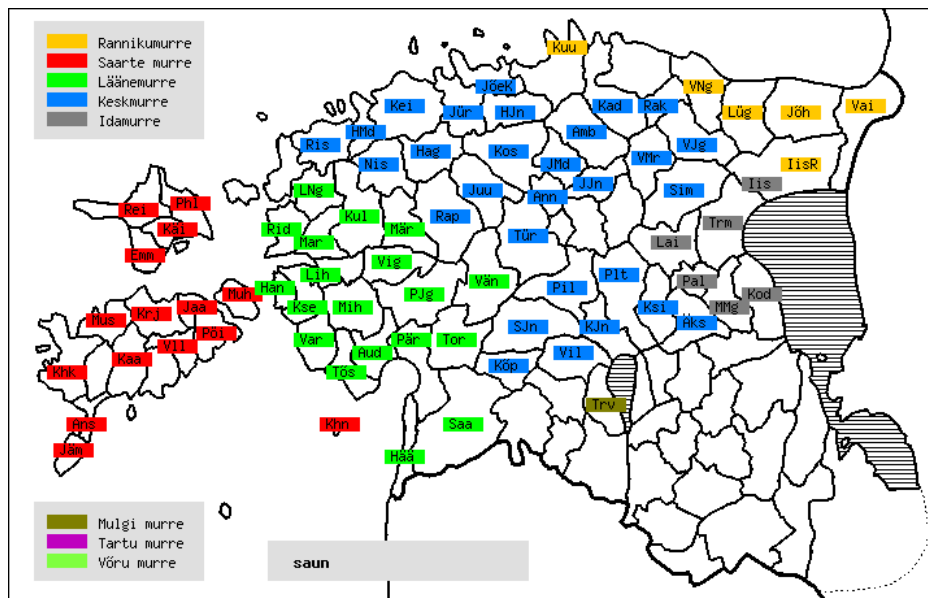 Rannikumurre
Saarte murre
Läänemurre
Keskmurre
Idamurre
Kuu
JõeK
VNg
Kei
Jür
HJn
Kad
Rak
Lüg
Jõh
Vai
HMd
Ris
Hag
Kos
Amb
VJg
Nis
JMd
VMr
IisR
LNg
Juu
Ann
JJn
Sim
Iis
Rei
Phl
Käi
Emm
Rid
Kul
Mar
Mär
Rap
Tür
Lai
Trm
Vig
Lih
Han
Muh
Kse
Mih
PJg
Vän
Pil
Plt
Pal
Kod
Ksi
MMg
Äks
Mus
Krj
Jaa
Pöi
Vll
Kaa
Khk
Var
Aud
Pär
Tor
SJn
KJn
Tõs
Köp
Vil
Trv
Ans
Jäm
Khn
Saa
Hää
Mulgi murre
Tartu murre
Võru murre
saun